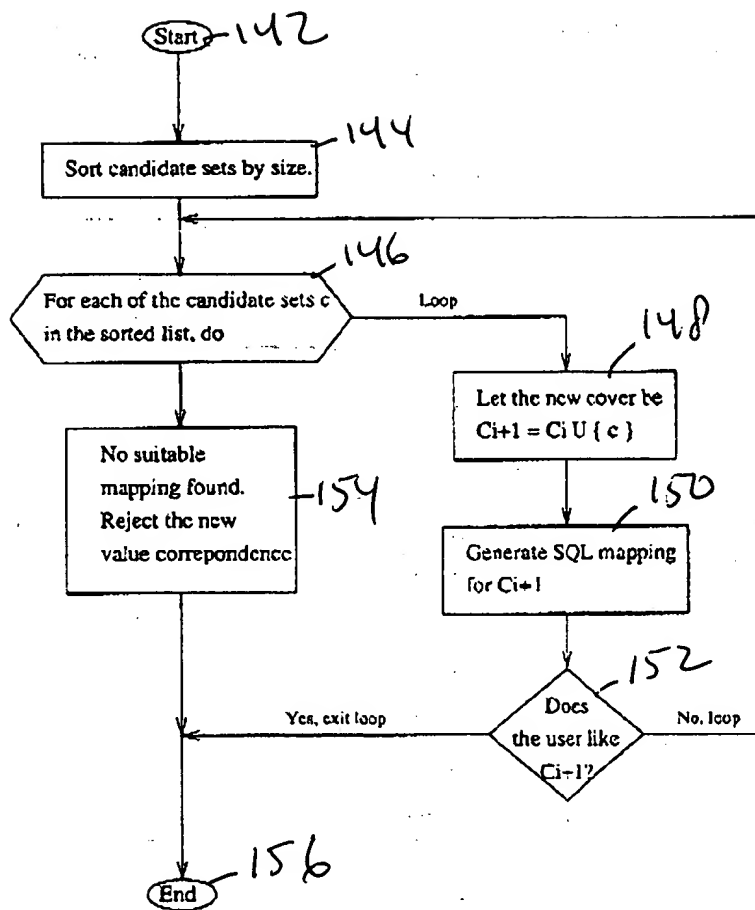 Start 142
144
Sort candidate sets by size.
146
For each of the candidate sets c
in the sorted list, do
Loop
148
Let the new cover be
Ci+1 = Ci U { c }
No suitable
mapping found.
Reject the new
value correpondence
154
150
Generate SQL mapping
for Ci+1
152
Does
the user like
Ci+1?
Yes, exit loop
No, loop
End 156